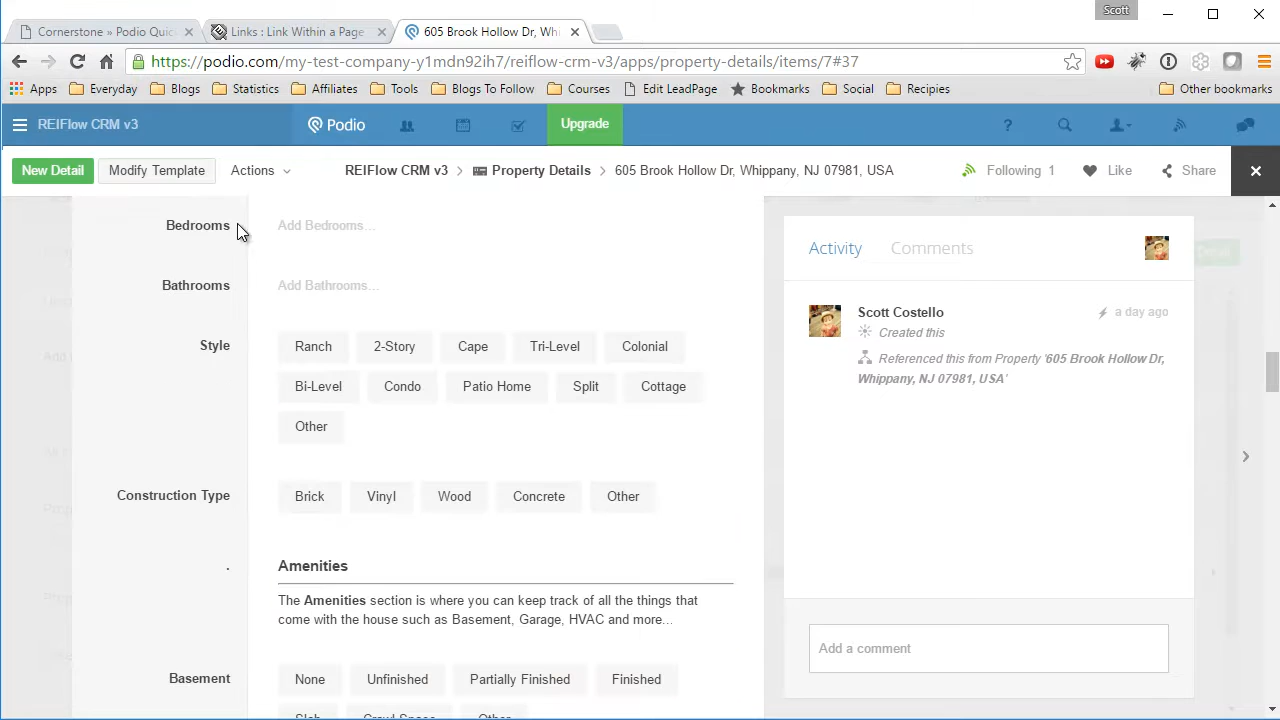 Scott
Cornerstone » Podio Quic
Links : Link Within a Page
605 Brook Hollow Dr, Whi
https://podio.com/my-test-company-y1mdn92ih7/reiflowcrm-v3/apps/property-details/items/7#37
Apps Everyday Blogs Statistics Affiliates Tools Blogs To Follow Courses Edit LeadPage Bookmarks Social Recipies Other bookmarks
REIFlow CRM v3 Podio Upgrade ?
New Detail Modify Template Actions REIFlow CRM v3 > Property Details > 605 Brook Hollow Dr, Whippany, NJ 07981, USA Following 1 Like Share
Bedrooms Add Bedrooms...
Bathrooms Add Bathrooms...
Style Ranch 2-Story Cape Tri-Level Colonial
Bi-Level Condo Patio Home Split Cottage
Other
Construction Type Brick Vinyl Wood Concrete Other
. Amenities
The Amenities section is where you can keep track of all the things that
come with the house such as Basement, Garage, HVAC and more...
Basement None Unfinished Partially Finished Finished
Slab Crawl Space Other
Activity Comments
Scott Costello a day ago
Created this
Referenced this from Property '605 Brook Hollow Dr,
Whippany, NJ 07981, USA'
Add a comment